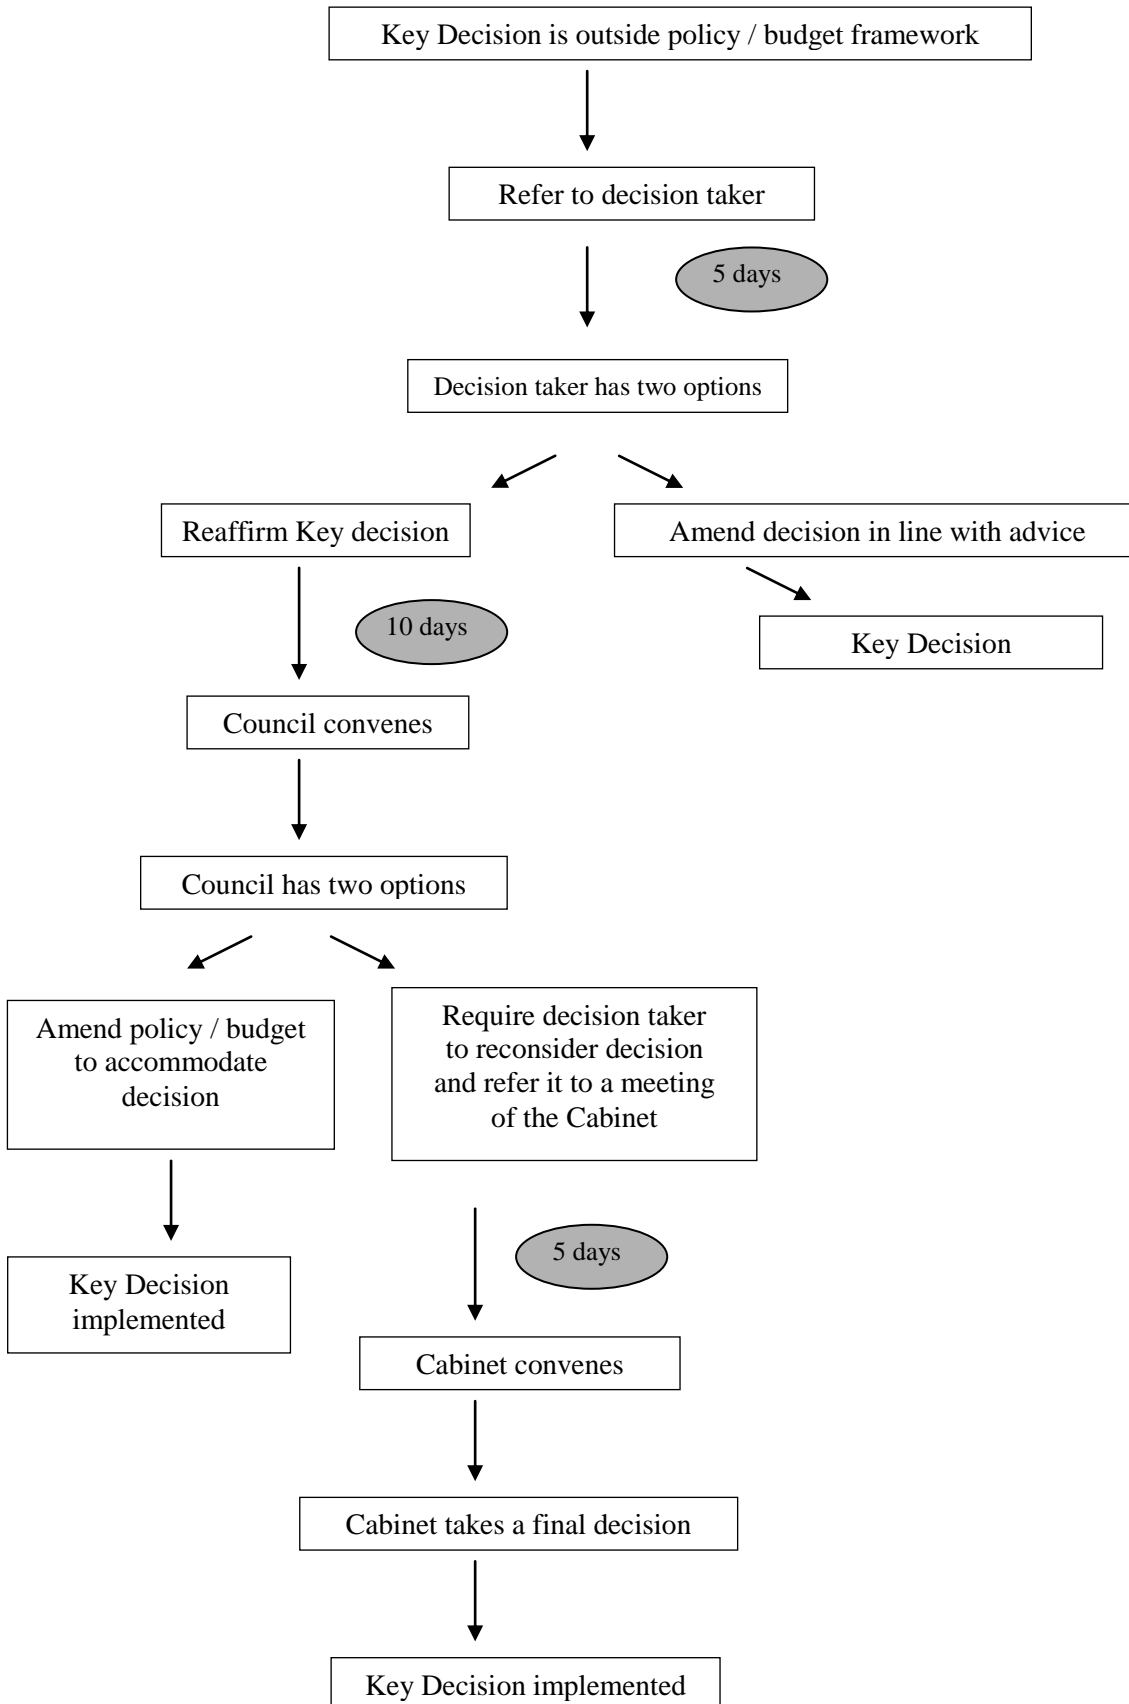 Key Decision is outside policy / budget framework
Refer to decision taker
5 days
Decision taker has two options
Reaffirm Key decision
Amend decision in line with advice
10 days
Key Decision
Council convenes
Council has two options
Amend policy / budget
to accommodate
decision
Require decision taker
to reconsider decision
and refer it to a meeting
of the Cabinet
5 days
Key Decision
implemented
Cabinet convenes
Cabinet takes a final decision
Key Decision implemented